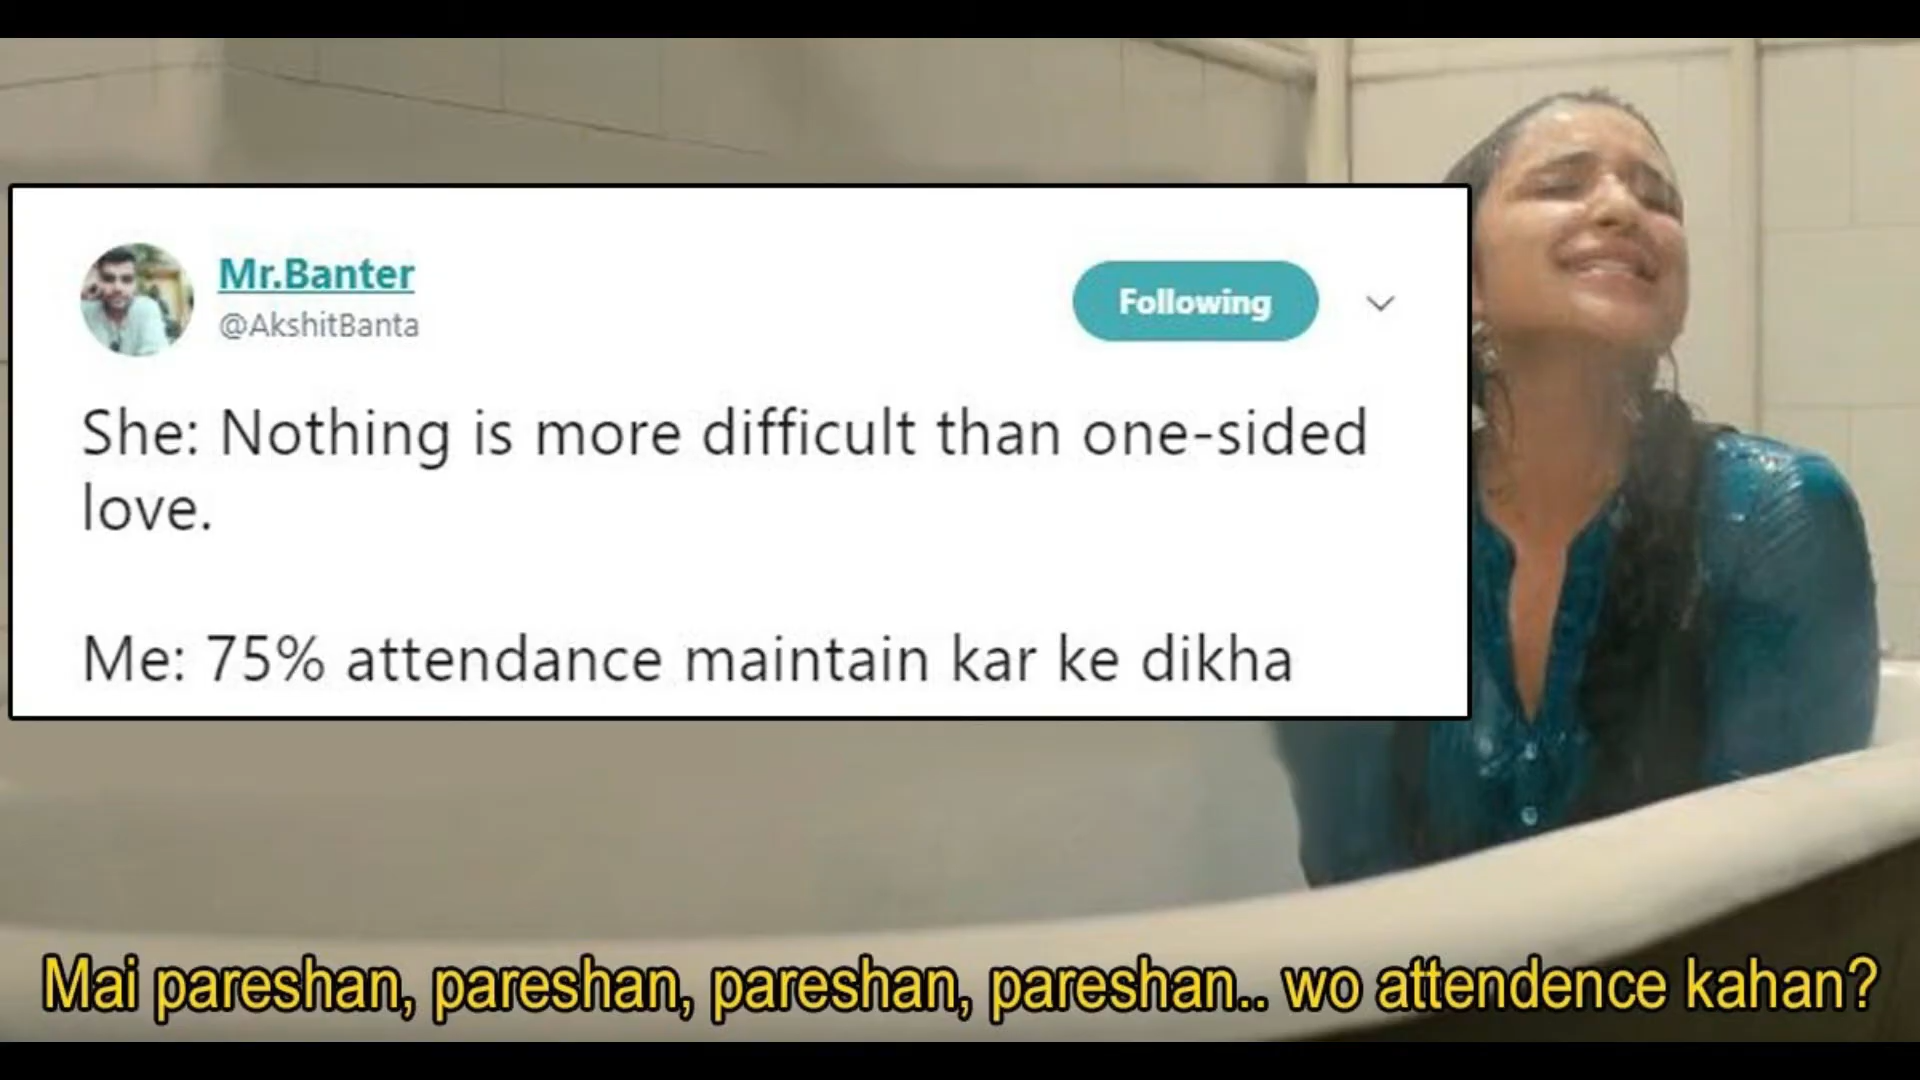 Mr.Banter
@AkshitBanta
Following
She: Nothing is more difficult than one-sided
love.
Me: 75% attendance maintain kar ke dikha
Mai pareshan, pareshan, pareshan, pareshan.. wo attendence kahan?